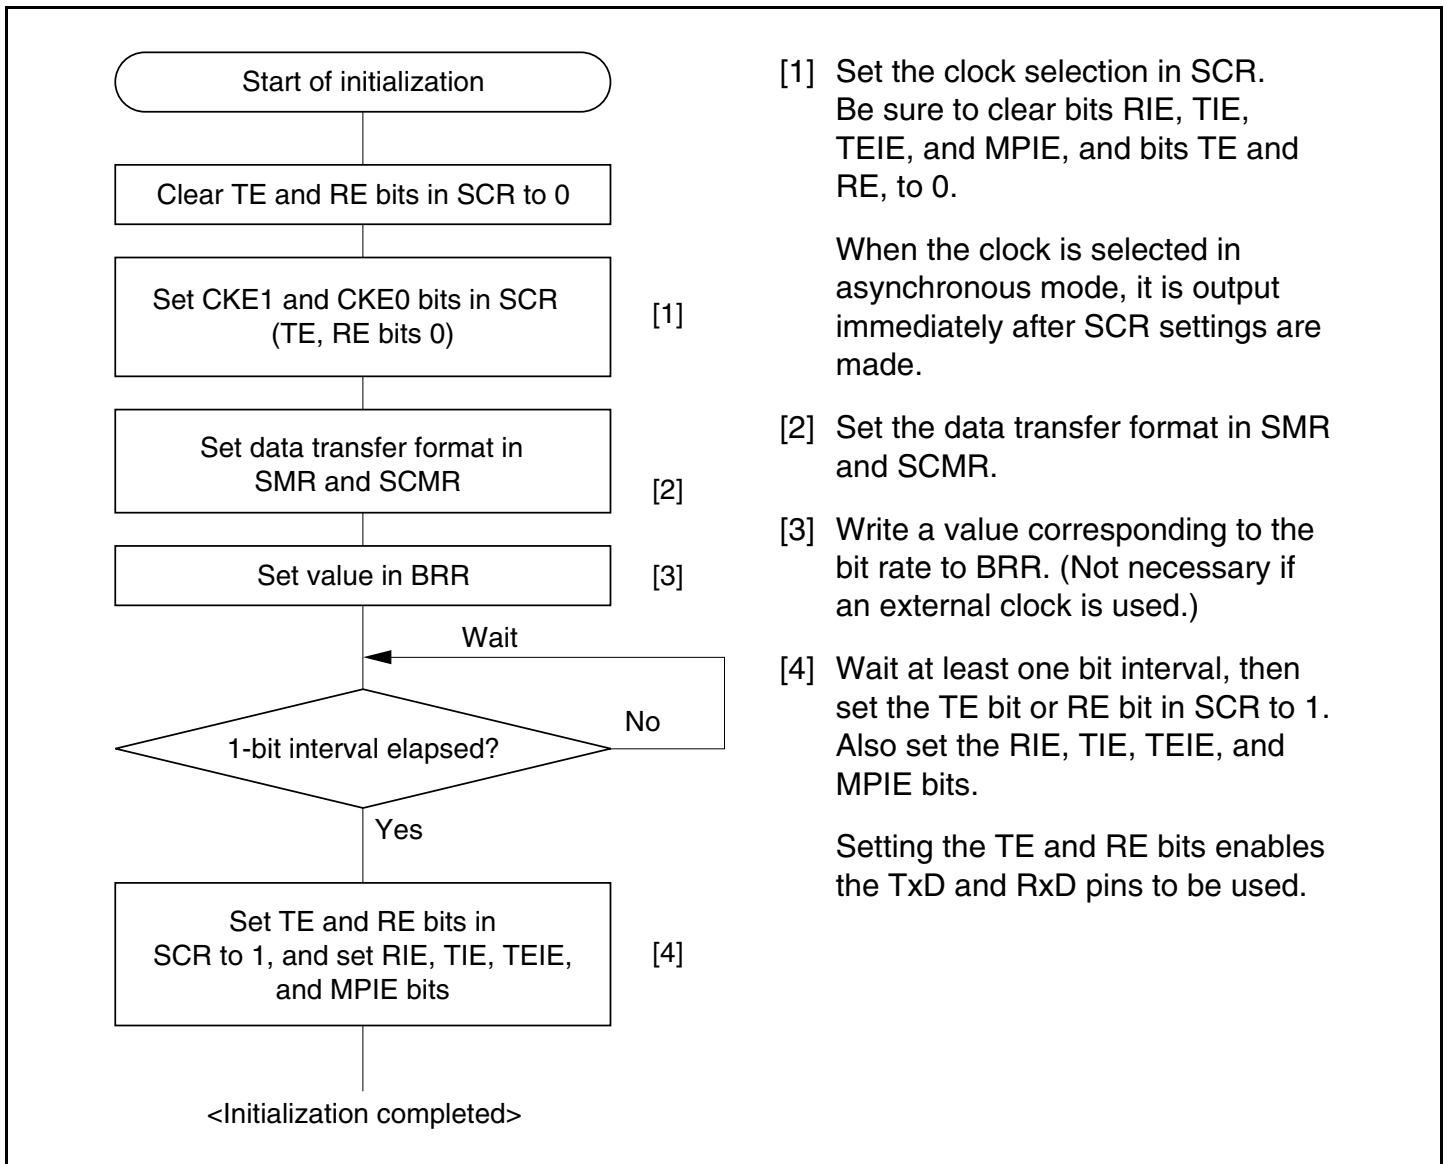 Start of initialization
Clear TE and RE bits in SCR to 0
Set CKE1 and CKE0 bits in SCR
(TE, RE bits 0)
[1]
Set data transfer format in
SMR and SCMR
[2]
Set value in BRR
[3]
Wait
No
1-bit interval elapsed?
Yes
Set TE and RE bits in
SCR to 1, and set RIE, TIE, TEIE,
and MPIE bits
[4]
<Initialization completed>
[1] Set the clock selection in SCR.
Be sure to clear bits RIE, TIE,
TEIE, and MPIE, and bits TE and
RE, to 0.
When the clock is selected in
asynchronous mode, it is output
immediately after SCR settings are
made.
[2] Set the data transfer format in SMR
and SCMR.
[3] Write a value corresponding to the
bit rate to BRR. (Not necessary if
an external clock is used.)
[4] Wait at least one bit interval, then
set the TE bit or RE bit in SCR to 1.
Also set the RIE, TIE, TEIE, and
MPIE bits.
Setting the TE and RE bits enables
the TxD and RxD pins to be used.